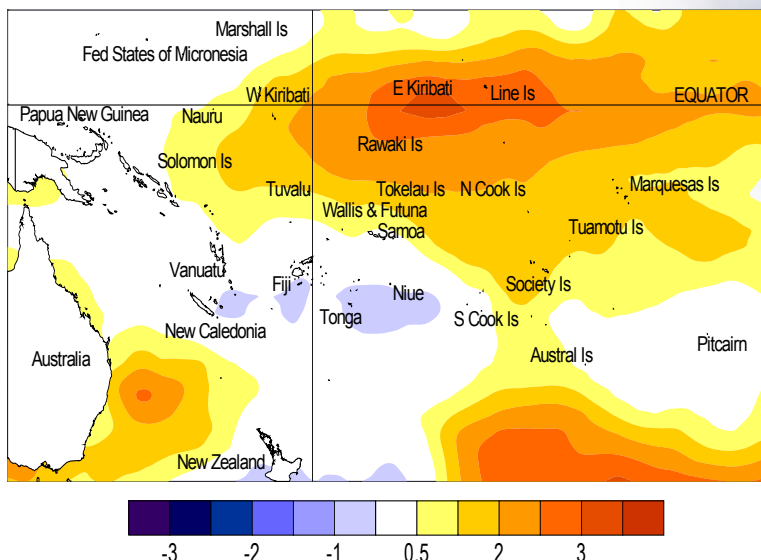 Marshall Is
Fed States of Micronesia
W Kiribati
E Kiribati
Line Is
EQUATOR
Papua New Guinea
Nauru
Rawaki Is
Solomon Is
Tuvalu
Tokelau Is
N Cook Is
Marquesas Is
Wallis & Futuna
Samoa
Tuamotu Is
Vanuatu
Fiji
Niue
Society Is
New Caledonia
Tonga
S Cook Is
Australia
Austral Is
Pitcairn
New Zealand
-3 -2 -1 0.5 2 3